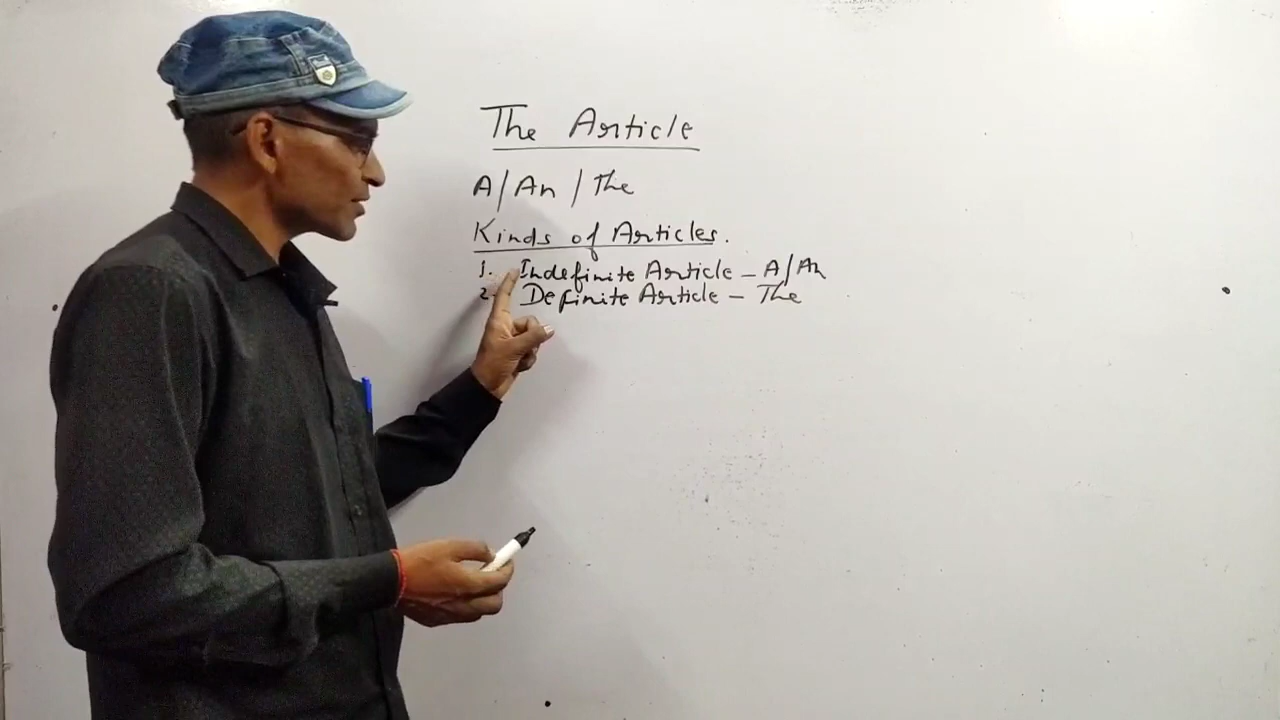 The Article
A/An/The
Kinds of Articles.
1. Indefinite Article - A/An
2. Definite Article - The